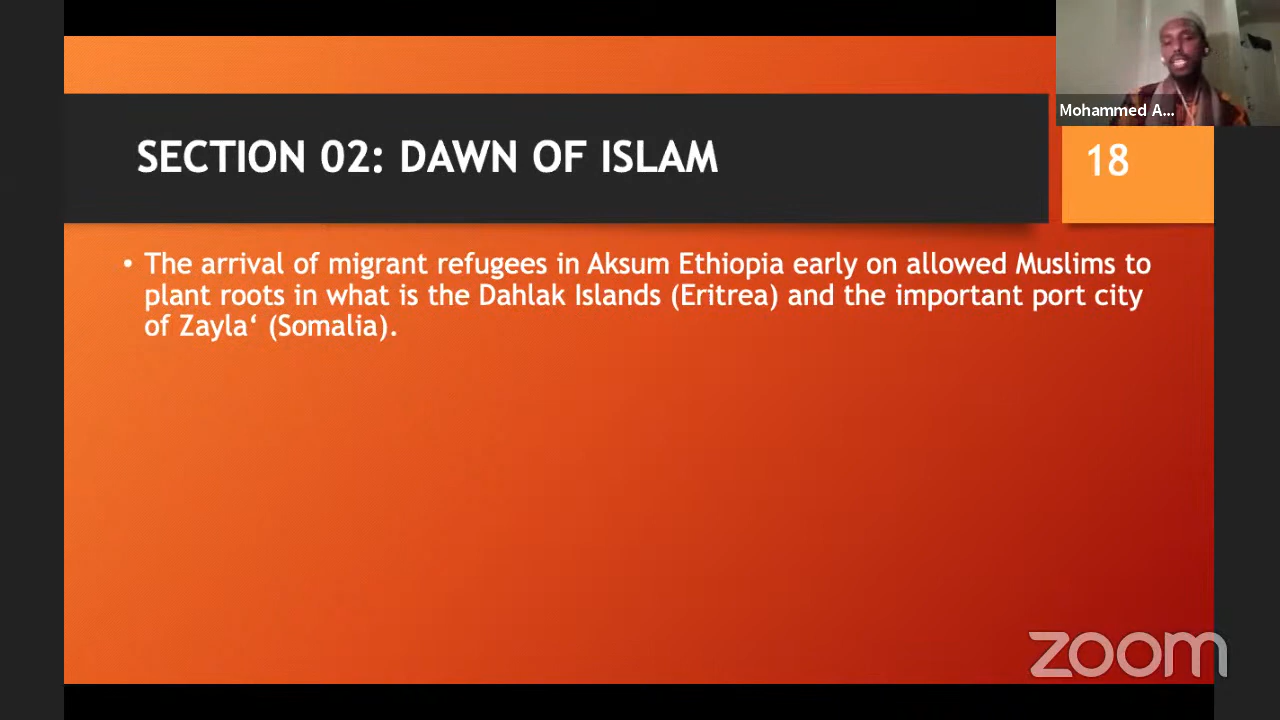 Mohammed A...
SECTION 02: DAWN OF ISLAM
18
• The arrival of migrant refugees in Aksum Ethiopia early on allowed Muslims to
plant roots in what is the Dahlak Islands (Eritrea) and the important port city
of Zayla‘ (Somalia).
zoom